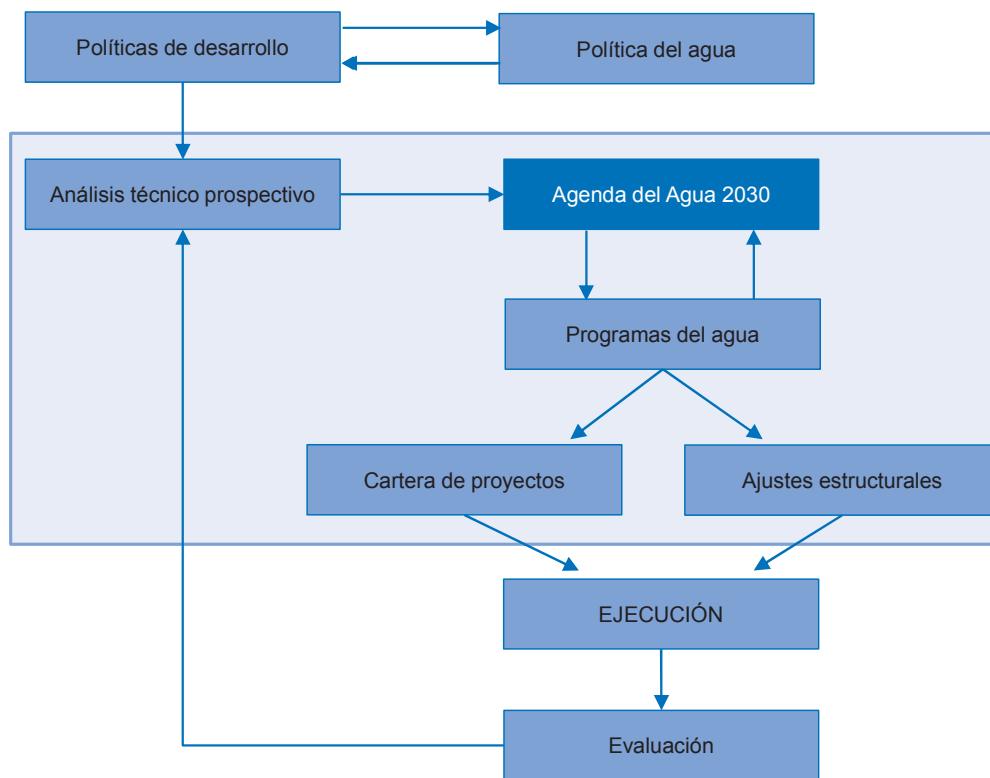 Políticas de desarrollo
Política del agua
Análisis técnico prospectivo
Agenda del Agua 2030
Programas del agua
Cartera de proyectos
Ajustes estructurales
EJECUCIÓN
Evaluación